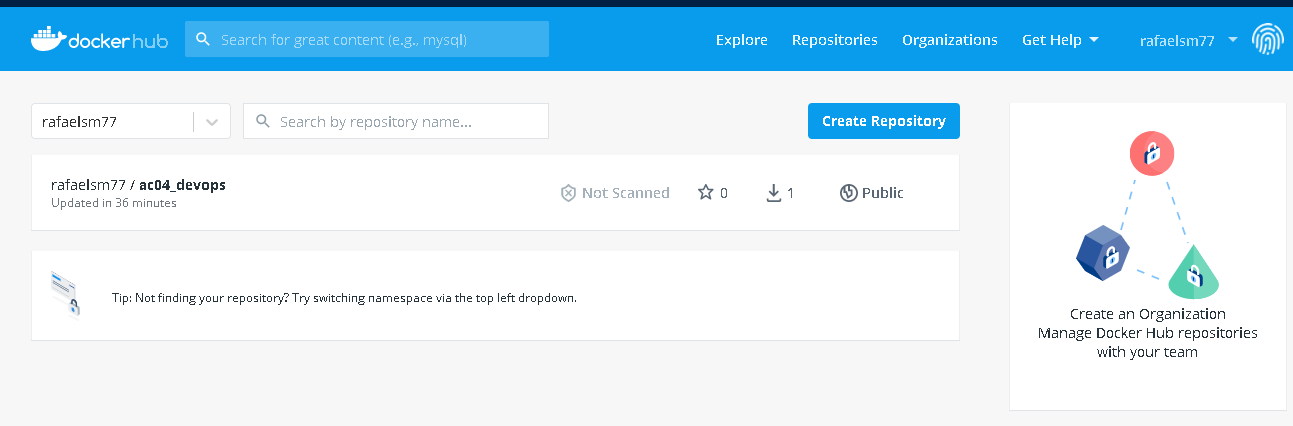 docker hub
Search for great content (e.g., mysql)
Explore
Repositories
Organizations
Get Help
rafaelsm77
rafaelsm77
Search by repository name...
Create Repository
rafaelsm77 / ac04_devops
Updated in 36 minutes
Not Scanned
0
1
Public
Tip: Not finding your repository? Try switching namespace via the top left dropdown.
Create an Organization
Manage Docker Hub repositories
with your team